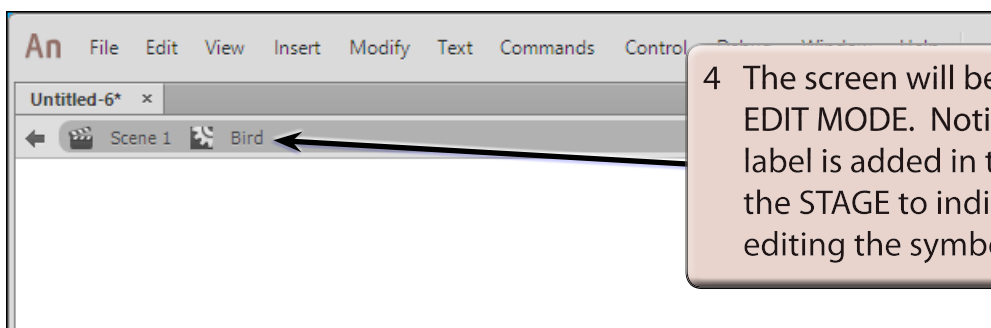 An File Edit View Insert Modify Text Commands Control
Untitled-6* ×
Scene 1 Bird
4 The screen will be
EDIT MODE. Noti
label is added in t
the STAGE to indi
editing the symb